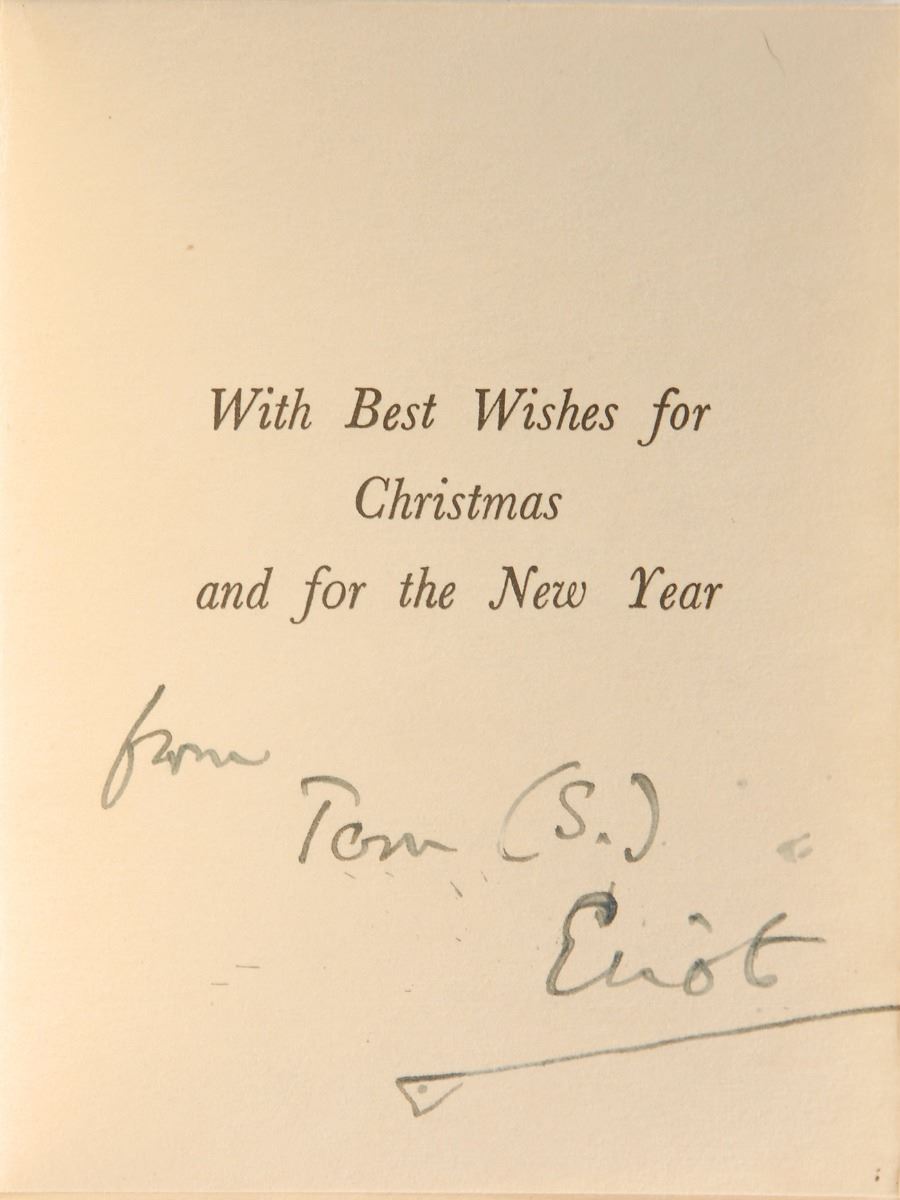 With Best Wishes for
Christmas
and for the New Year
from
Tom (S.)
Eliot